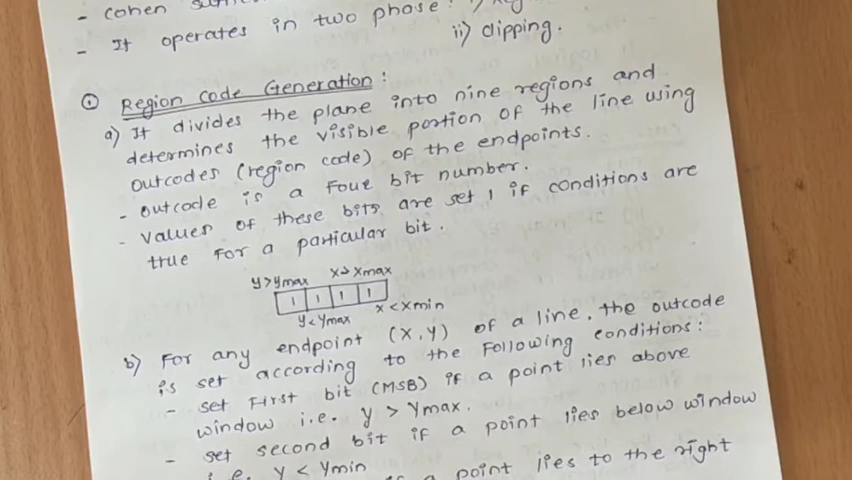 - cohen
- It operates in two phase:
ii) clipping.
① Region code Generation:
a) It divides the plane into nine regions and
determines the visible portion of the line using
outcodes (region code) of the endpoints.
- outcode is a Four bit number.
- values of these bits are set 1 if conditions are
true for a particular bit.
y>ymax x>xmax
1 1 1 1
y<ymax x<xmin
b) For any endpoint (x,y) of a line, the outcode
is set according to the following conditions:
- set First bit (MSB) if a point lies above
window i.e. y > ymax.
- set second bit if a point lies below window
i.e. y < ymin
a point lies to the right